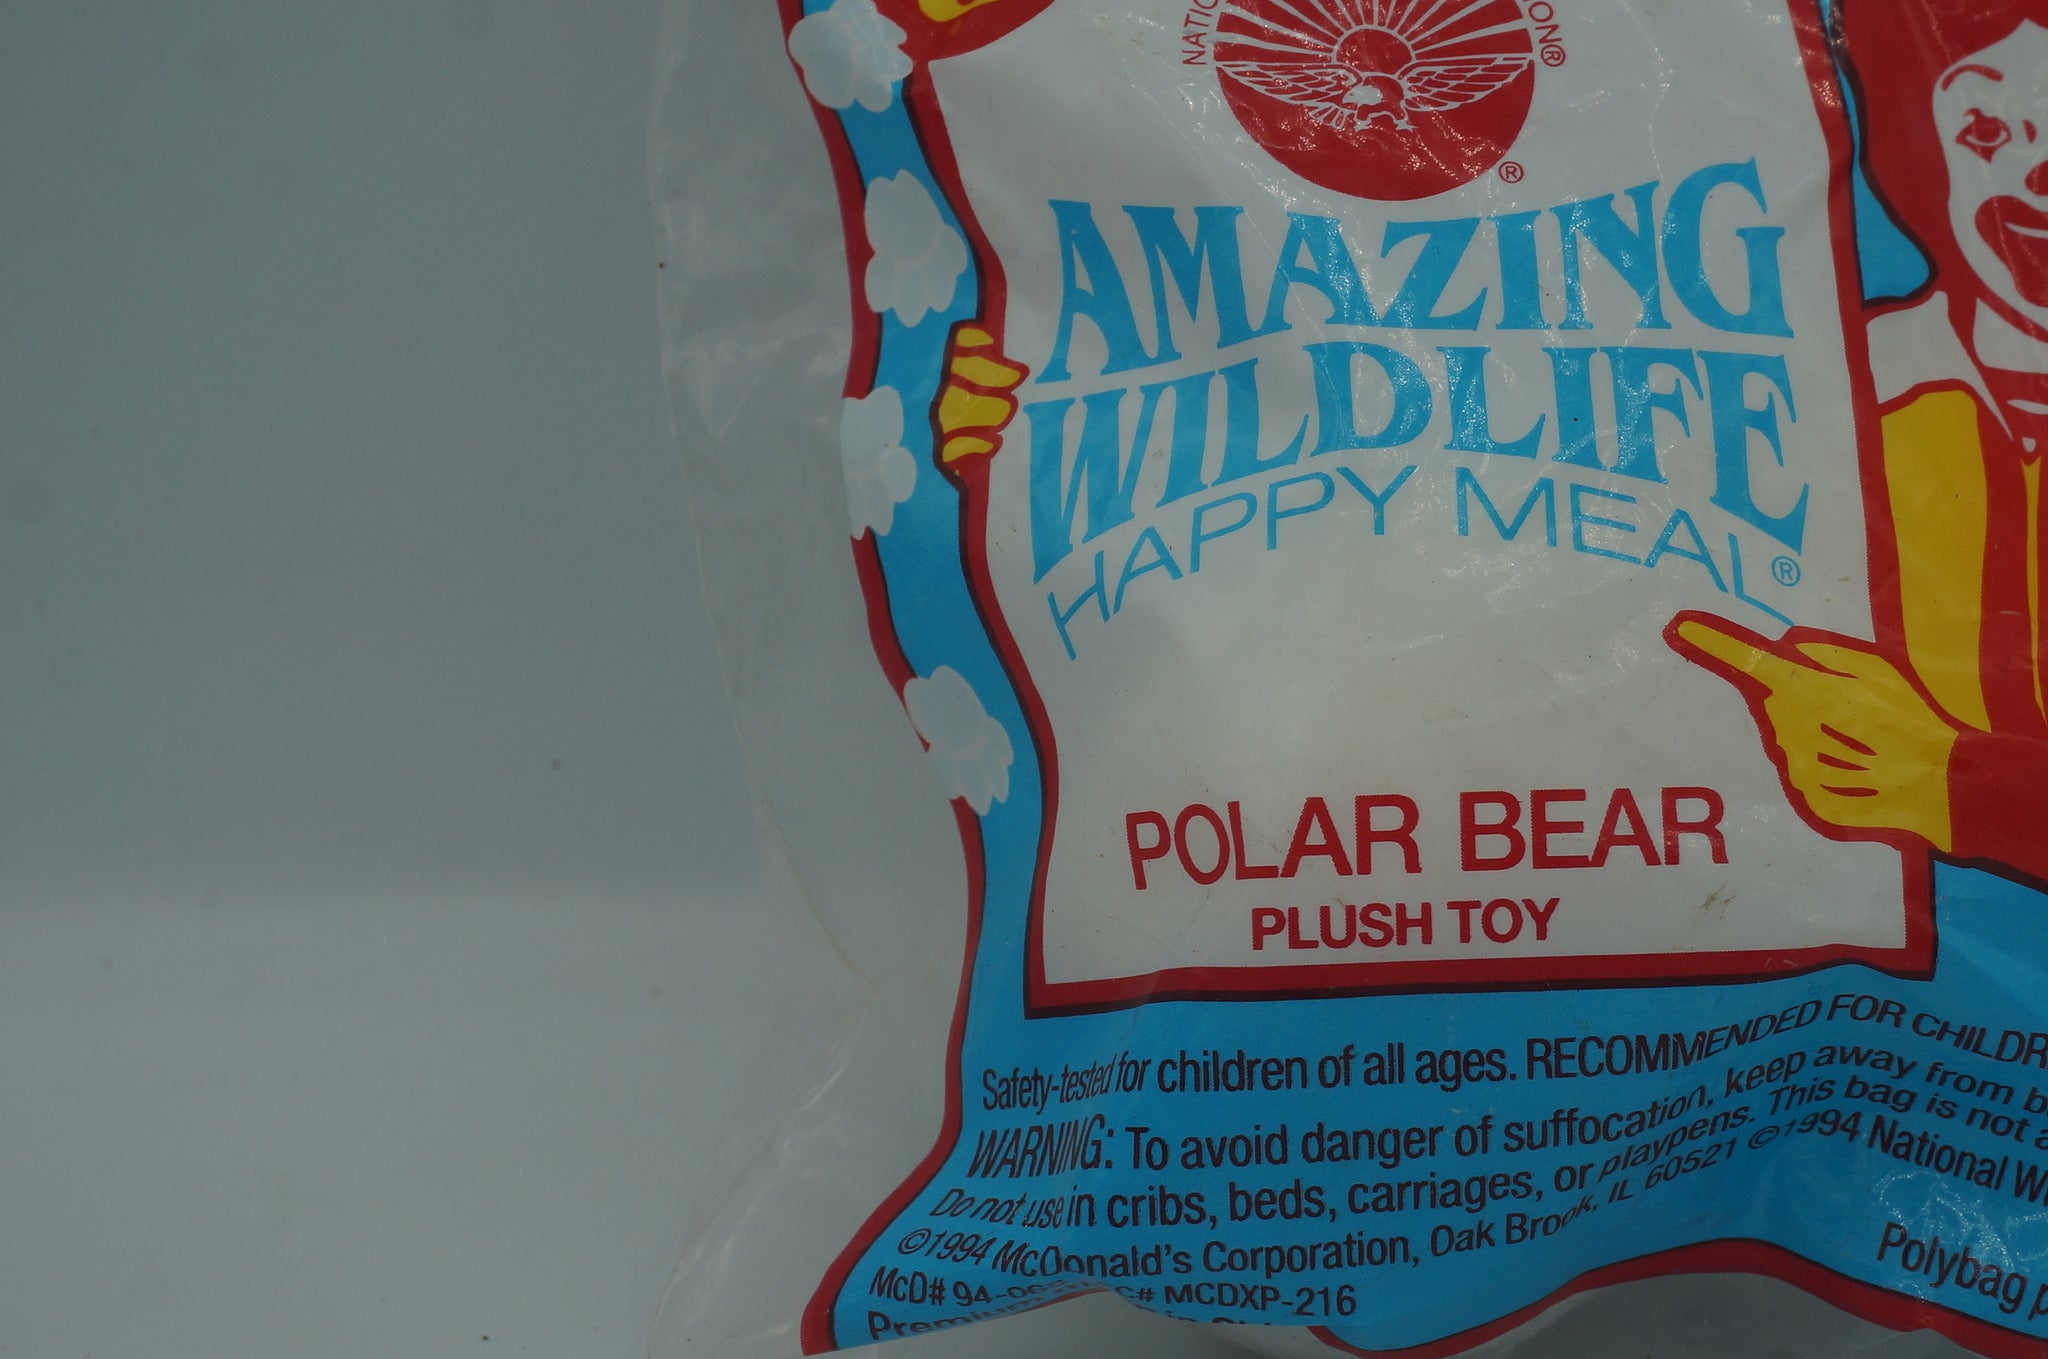 AMAZING
WILDLIFE
HAPPY MEAL®
POLAR BEAR
PLUSH TOY
Safety-tested for children of all ages. RECOMMENDED FOR
WARNING: To avoid danger of suffocation, keep away from
Do not use in cribs, beds, carriages, or playpens. This bag is not
©1994 McDonald's Corporation, Oak Brook, IL 60521 ©1994 National
McD# MCDXP-216
Polybag